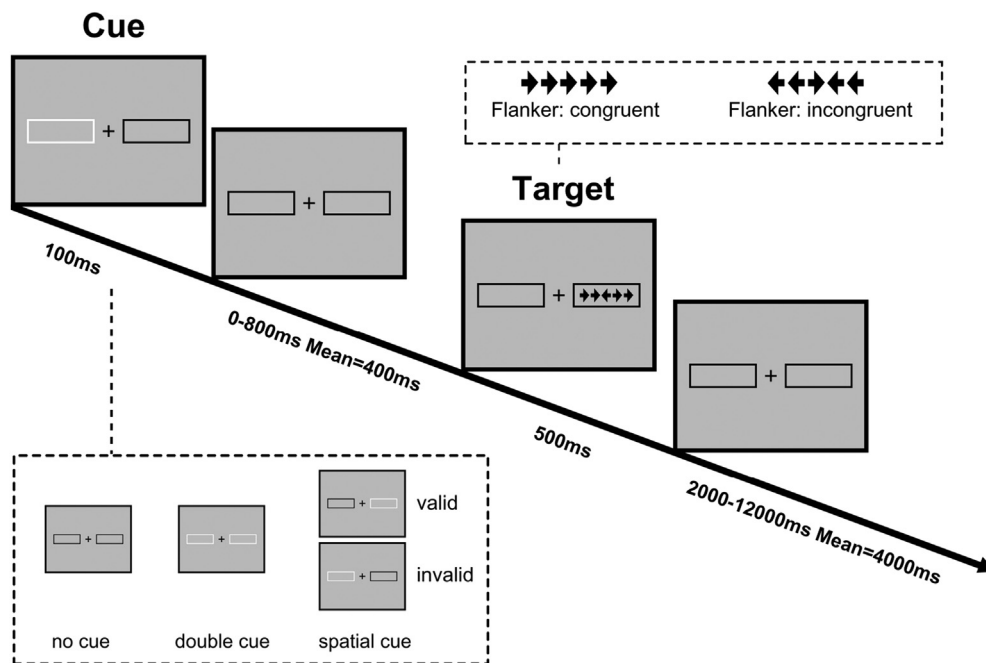 Cue
Flanker: congruent
Flanker: incongruent
Target
100ms
0-800ms Mean=400ms
500ms
2000-12000ms Mean=4000ms
valid
invalid
no cue
double cue
spatial cue